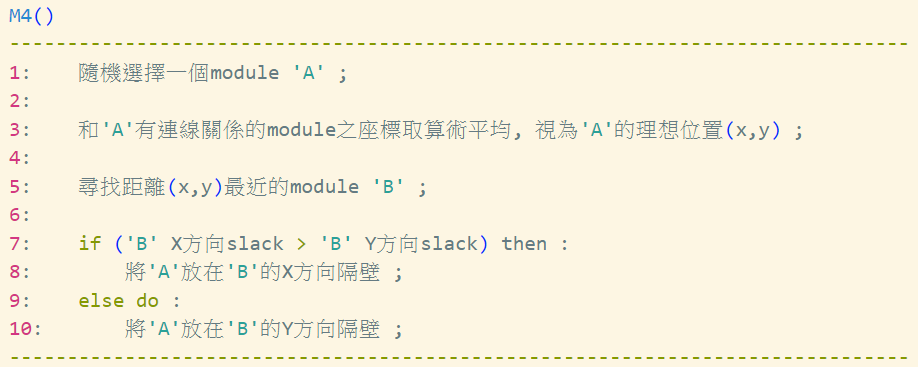 M4()
--------------------------------------------------------------------------------
1:    隨機選擇一個module 'A' ;
2:
3:    和'A'有連線關係的module之座標取算術平均, 視為'A'的理想位置(x,y) ;
4:
5:    尋找距離(x,y)最近的module 'B' ;
6:
7:    if ('B' X方向slack > 'B' Y方向slack) then :
8:        將'A'放在'B'的X方向隔壁 ;
9:    else do :
10:        將'A'放在'B'的Y方向隔壁 ;
--------------------------------------------------------------------------------